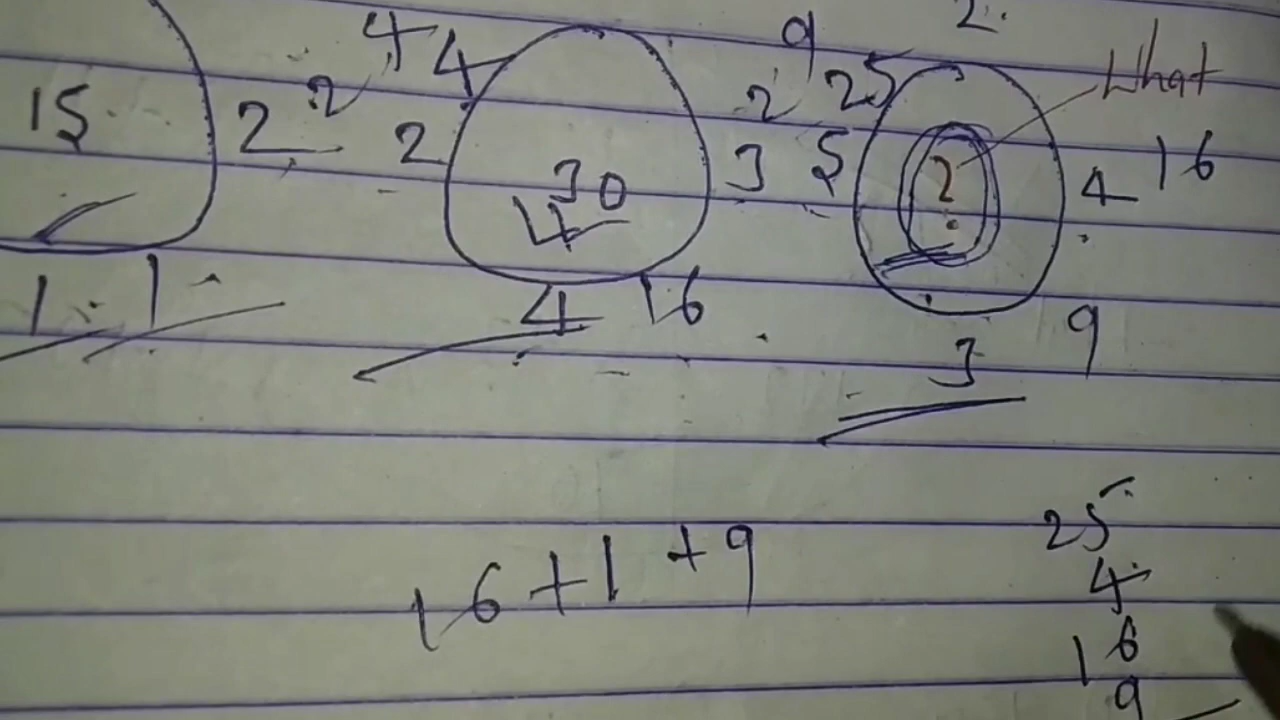 4 4 9 2
15 2 2 2 30 2 3 25 5 ? What
4 4 16
1 1 4 16 9
3
25
16 + 1 + 9 4
16
9